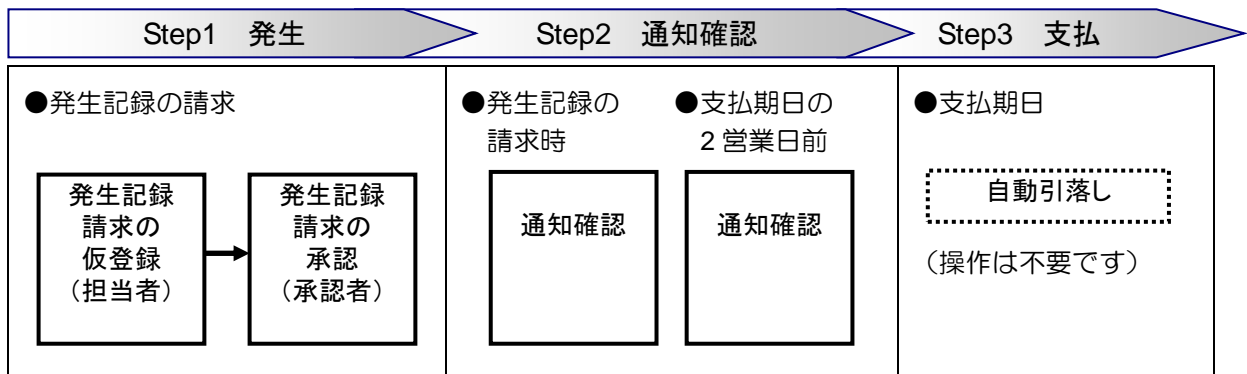 Step1 発生
Step2 通知確認
Step3 支払
●発生記録の請求
発生記録
請求の
仮登録
（担当者）
発生記録
請求の
承認
（承認者）
●発生記録の
請求時
通知確認
●支払期日の
2 営業日前
通知確認
●支払期日
自動引落し
（操作は不要です）